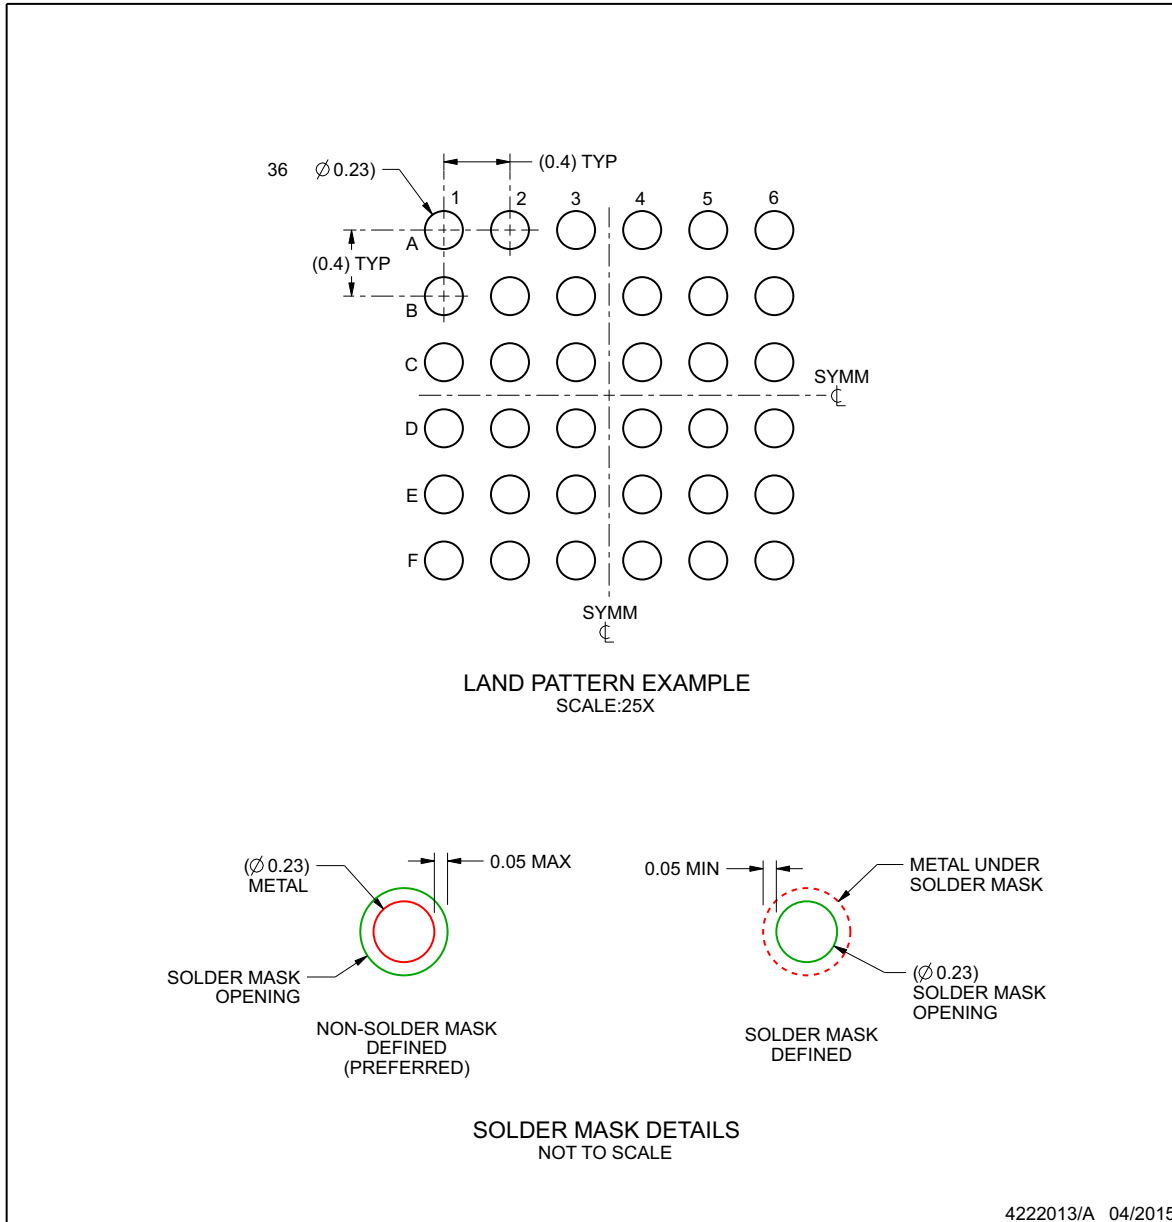 36 ∅ 0.23)
(0.4) TYP
1 2 3 4 5 6
A
(0.4) TYP
B
C
SYMM
℄
D
E
F
SYMM
℄
LAND PATTERN EXAMPLE
SCALE:25X
(∅ 0.23)
METAL
0.05 MAX
SOLDER MASK
OPENING
NON-SOLDER MASK
DEFINED
(PREFERRED)
0.05 MIN
METAL UNDER
SOLDER MASK
(∅ 0.23)
SOLDER MASK
OPENING
SOLDER MASK
DEFINED
SOLDER MASK DETAILS
NOT TO SCALE
4222013/A 04/2015